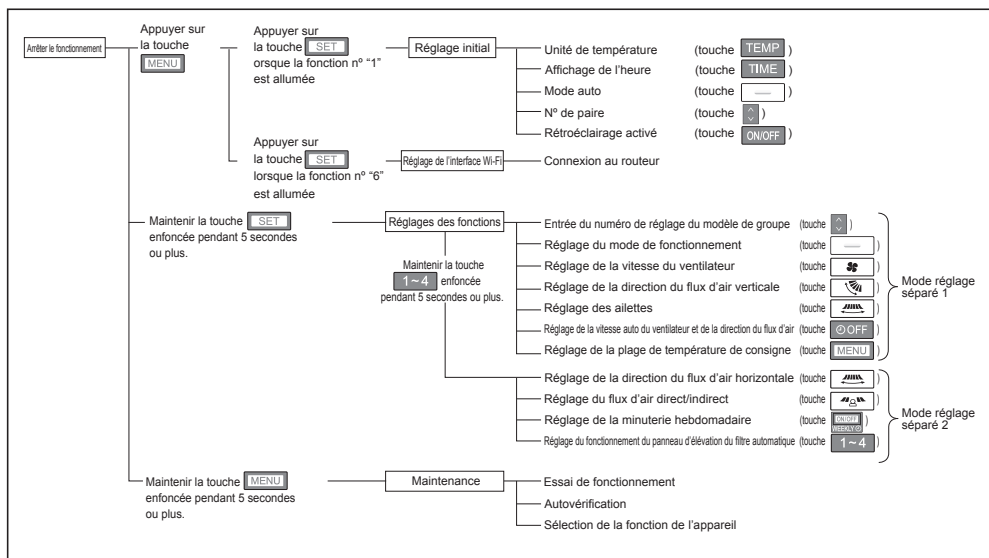 Arrêter le fonctionnement
Appuyer sur
la touche
MENU
Appuyer sur
la touche SET
orsque la fonction nº “1”
est allumée
Réglage initial
Unité de température (touche TEMP )
Affichage de l’heure (touche TIME )
Mode auto (touche )
Nº de paire (touche )
Rétroéclairage activé (touche ON/OFF )
Appuyer sur
la touche SET
lorsque la fonction nº “6”
est allumée
Réglage de l’interface Wi-Fi
Connexion au routeur
Maintenir la touche SET
enfoncée pendant 5 secondes
ou plus.
Réglages des fonctions
Entrée du numéro de réglage du modèle de groupe (touche )
Réglage du mode de fonctionnement (touche )
Réglage de la vitesse du ventilateur (touche )
Réglage de la direction du flux d’air verticale (touche )
Réglage des ailettes (touche )
Réglage de la vitesse auto du ventilateur et de la direction du flux d’air (touche OFF )
Réglage de la plage de température de consigne (touche MENU )
Mode réglage
séparé 1
Maintenir la touche
1~4 enfoncée
pendant 5 secondes ou plus.
Réglage de la direction du flux d’air horizontale (touche )
Réglage du flux d’air direct/indirect (touche )
Réglage de la minuterie hebdomadaire (touche ON/OFF WEEKLY )
Réglage du fonctionnement du panneau d’élévation du filtre automatique (touche 1~4 )
Mode réglage
séparé 2
Maintenir la touche MENU
enfoncée pendant 5 secondes
ou plus.
Maintenance
Essai de fonctionnement
Autovérification
Sélection de la fonction de l’appareil